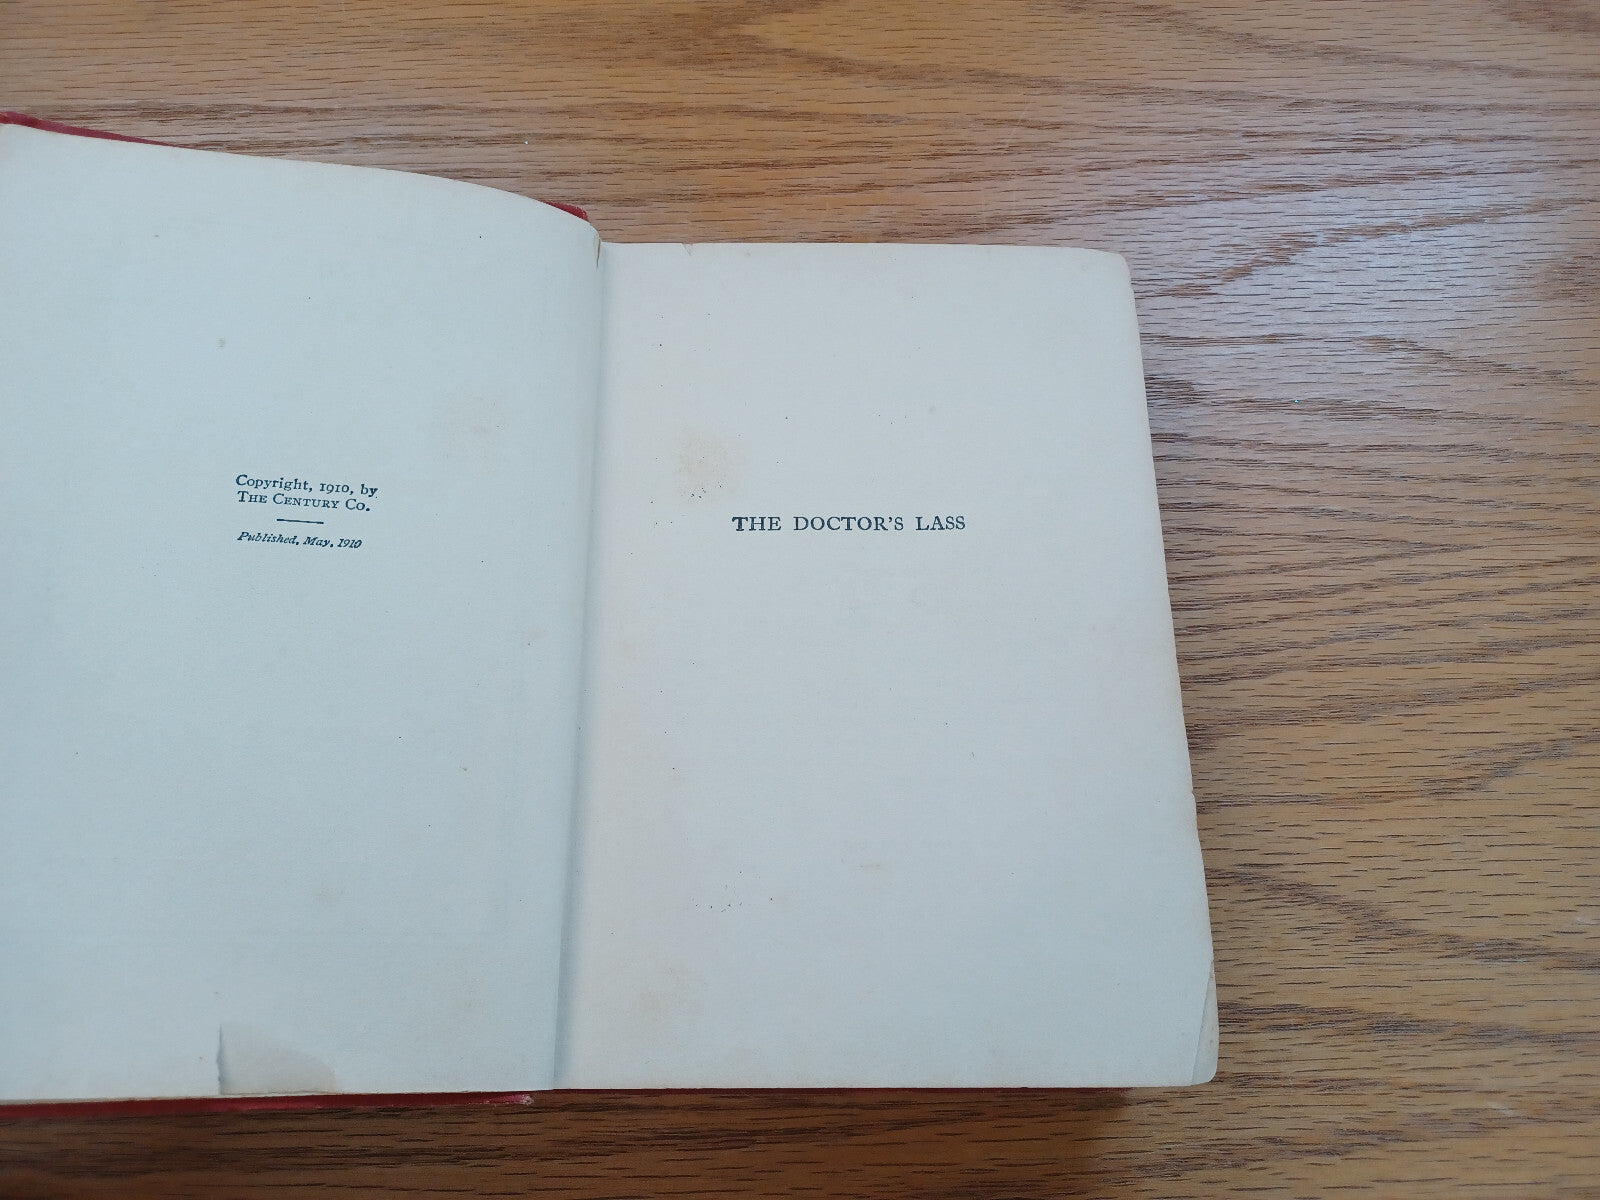 Copyright, 1910, by
THE CENTURY CO.
Published, May, 1910
THE DOCTOR'S LASS